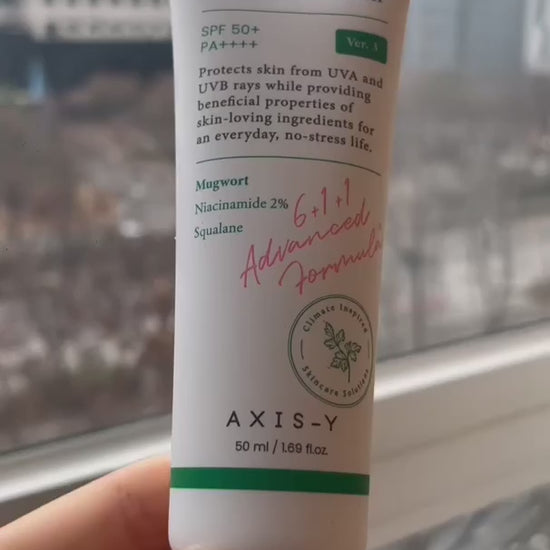 SPF 50+
PA++++
Ver. 3
Protects skin from UVA and
UVB rays while providing
beneficial properties of
skin-loving ingredients for
an everyday, no-stress life.
Mugwort
Niacinamide 2%
Squalane
6+1+1
Advanced
Formula
Climate Inspired
Skincare Solutions
AXIS-Y
50 ml / 1.69 fl.oz.